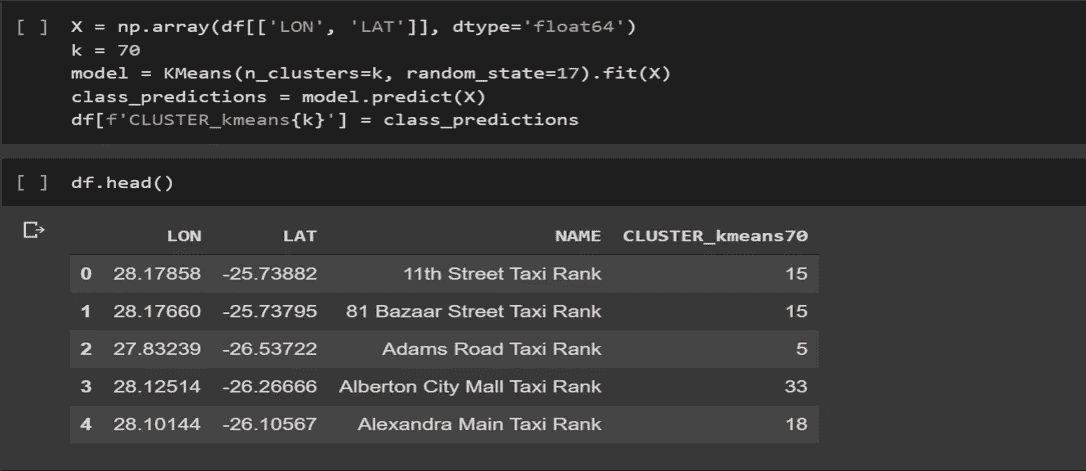 [ ] X = np.array(df[['LON', 'LAT']], dtype='float64')
k = 70
model = KMeans(n_clusters=k, random_state=17).fit(X)
class_predictions = model.predict(X)
df[f'CLUSTER_kmeans{k}'] = class_predictions
[ ] df.head()
LON LAT NAME CLUSTER_kmeans70
0 28.17858 -25.73882 11th Street Taxi Rank 15
1 28.17660 -25.73795 81 Bazaar Street Taxi Rank 15
2 27.83239 -26.53722 Adams Road Taxi Rank 5
3 28.12514 -26.26666 Alberton City Mall Taxi Rank 33
4 28.10144 -26.10567 Alexandra Main Taxi Rank 18